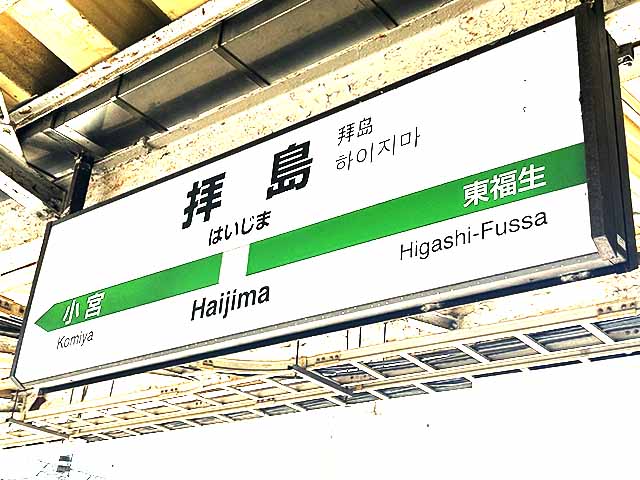 拝島
拝岛
하이지마
はいじま
小宮
東福生
Komiya
Haijima
Higashi-Fussa